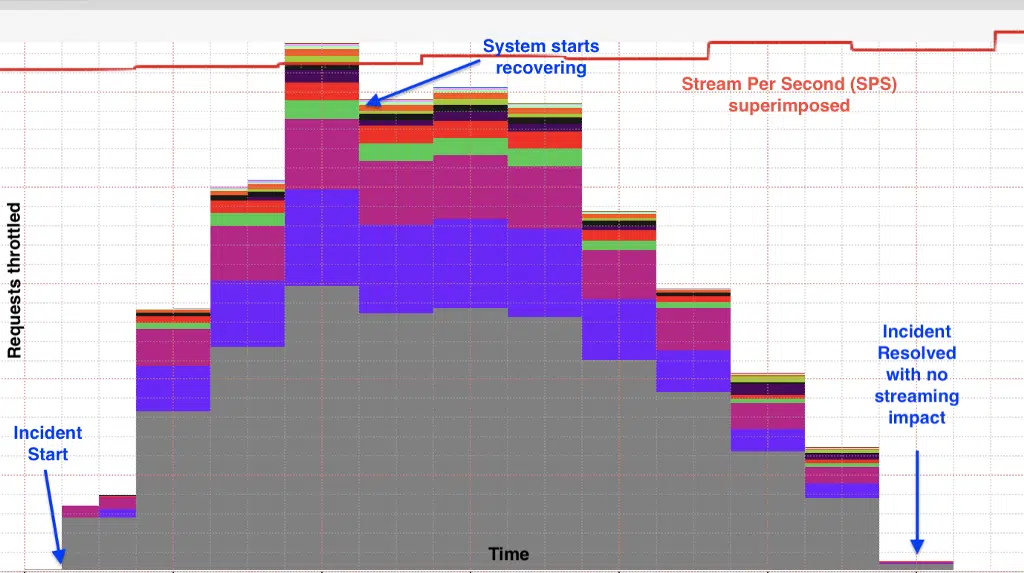 System starts
recovering
Stream Per Second (SPS)
superimposed
Requests throttled
Incident
Resolved
with no
streaming
impact
Incident
Start
Time